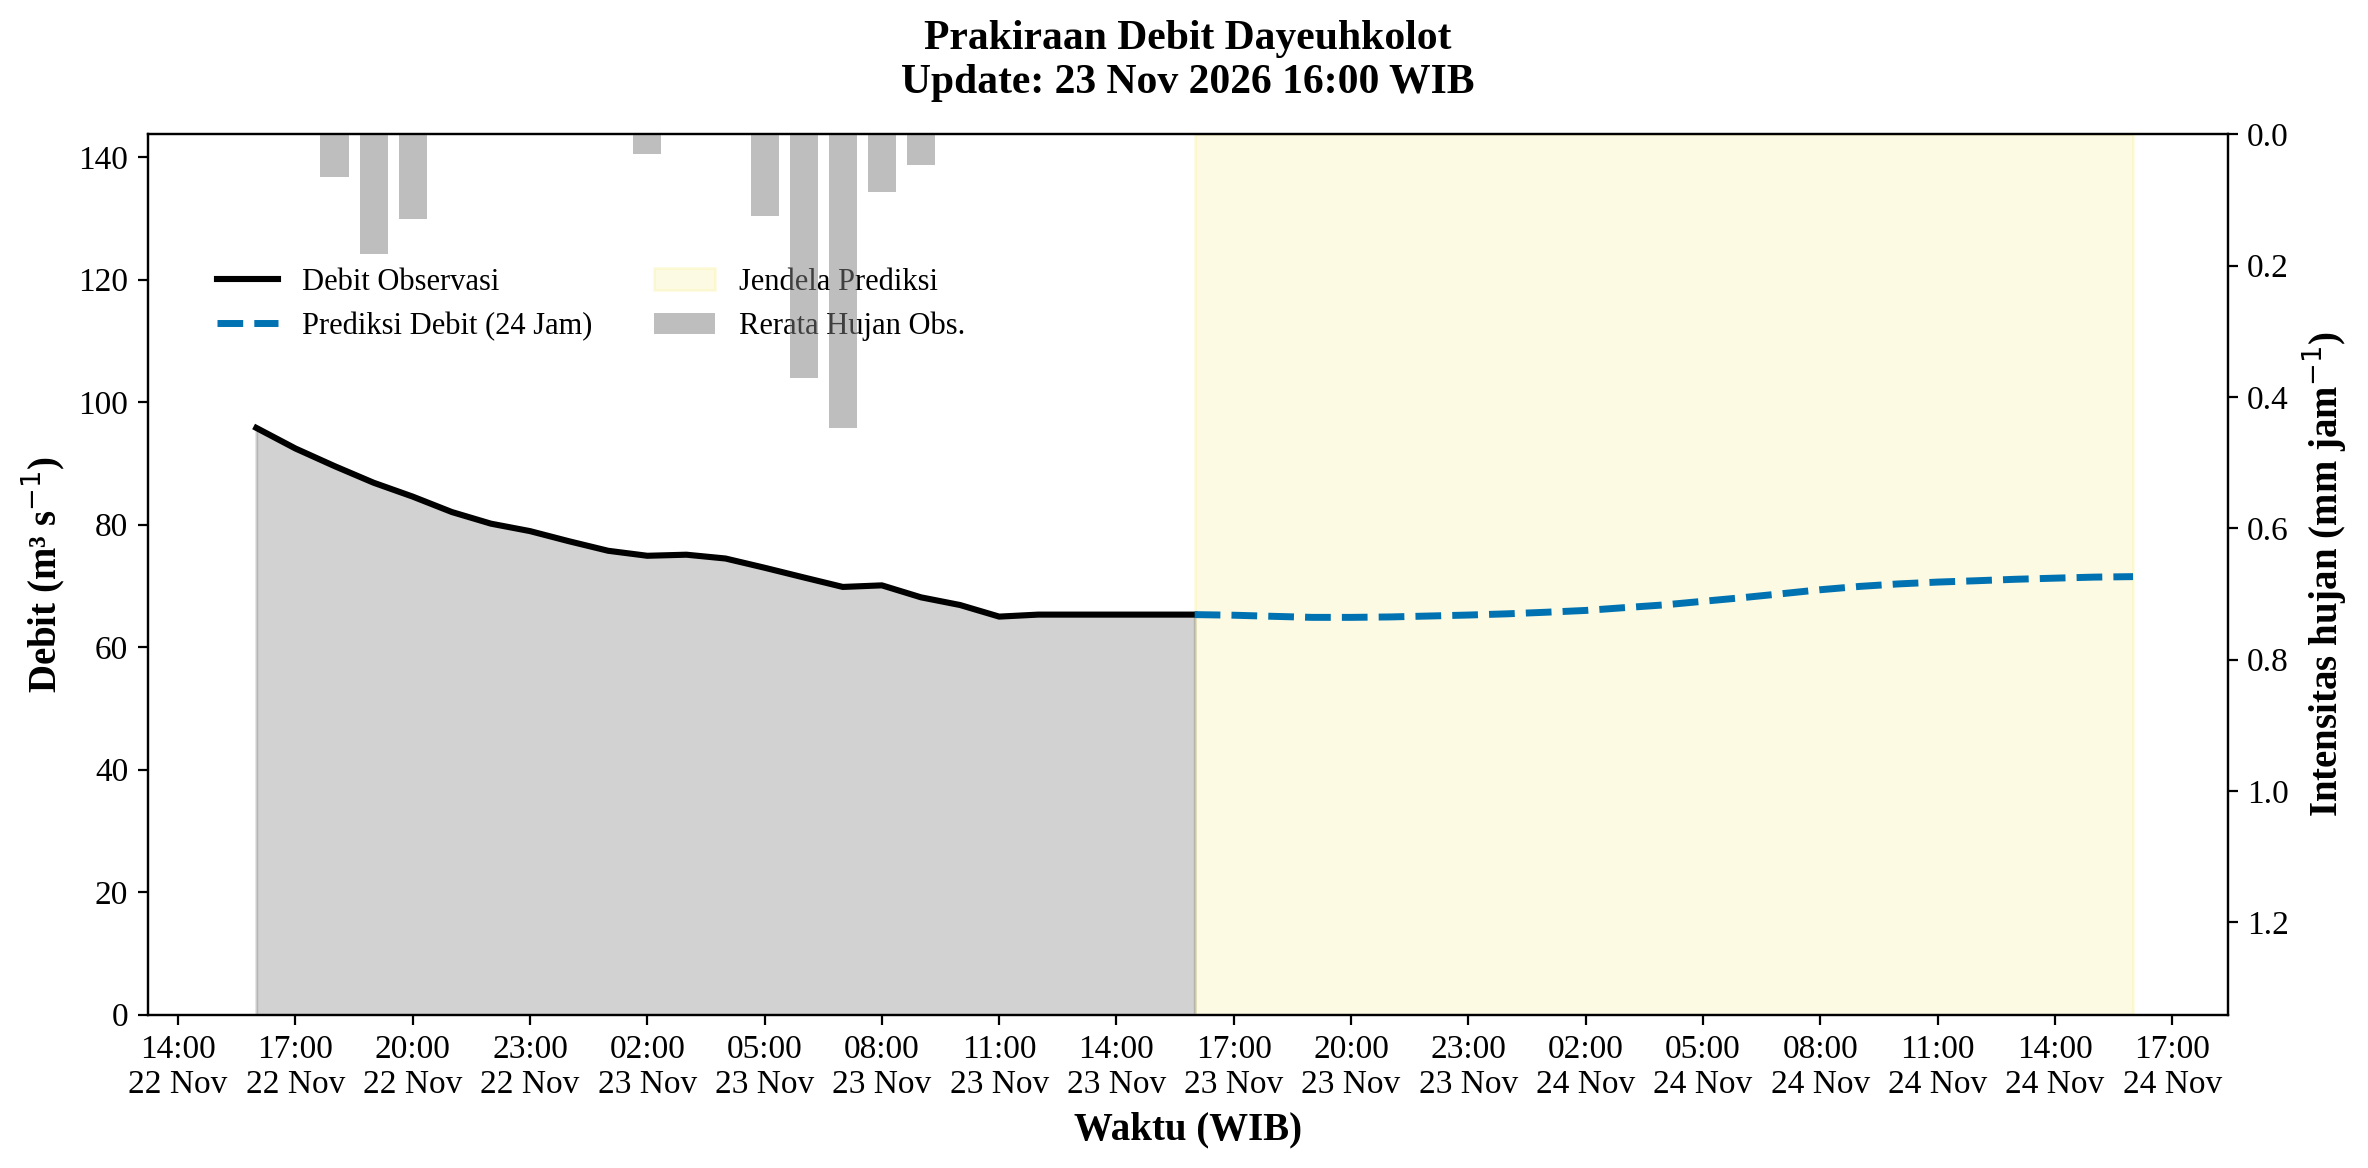 Prakiraan Debit Dayeuhkolot
Update: 23 Nov 2026 16:00 WIB
Debit (m³ s⁻¹)
140
120
100
80
60
40
20
0
Debit Observasi
Prediksi Debit (24 Jam)
Jendela Prediksi
Rerata Hujan Obs.
0.0
0.2
0.4
0.6
0.8
1.0
1.2
Intensitas hujan (mm jam⁻¹)
14:00 17:00 20:00 23:00 02:00 05:00 08:00 11:00 14:00 17:00 20:00 23:00 02:00 05:00 08:00 11:00 14:00 17:00
22 Nov 22 Nov 22 Nov 22 Nov 23 Nov 23 Nov 23 Nov 23 Nov 23 Nov 23 Nov 23 Nov 23 Nov 24 Nov 24 Nov 24 Nov 24 Nov 24 Nov 24 Nov
Waktu (WIB)